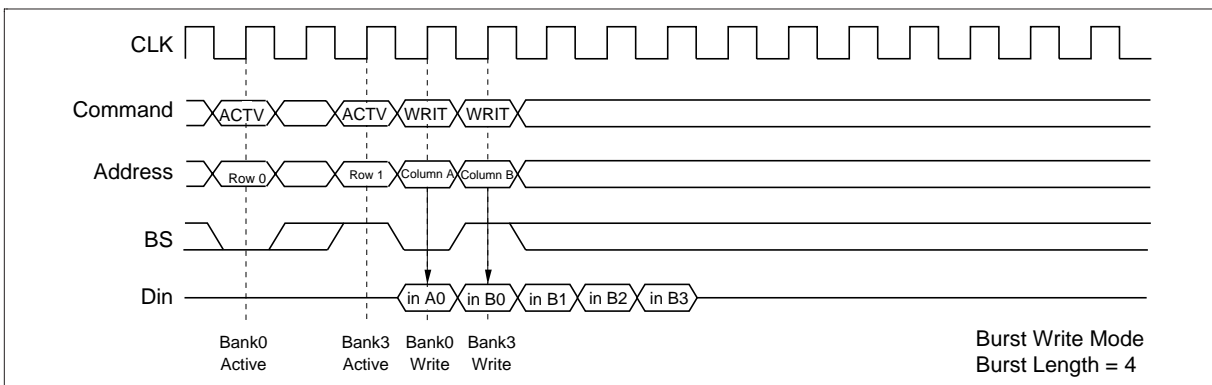 CLK
Command ACTV ACTV WRIT WRIT
Address Row 0 Row 1 Column A Column B
BS
Din in A0 in B0 in B1 in B2 in B3
Bank0 Bank3 Bank0 Bank3
Active Active Write Write
Burst Write Mode
Burst Length = 4